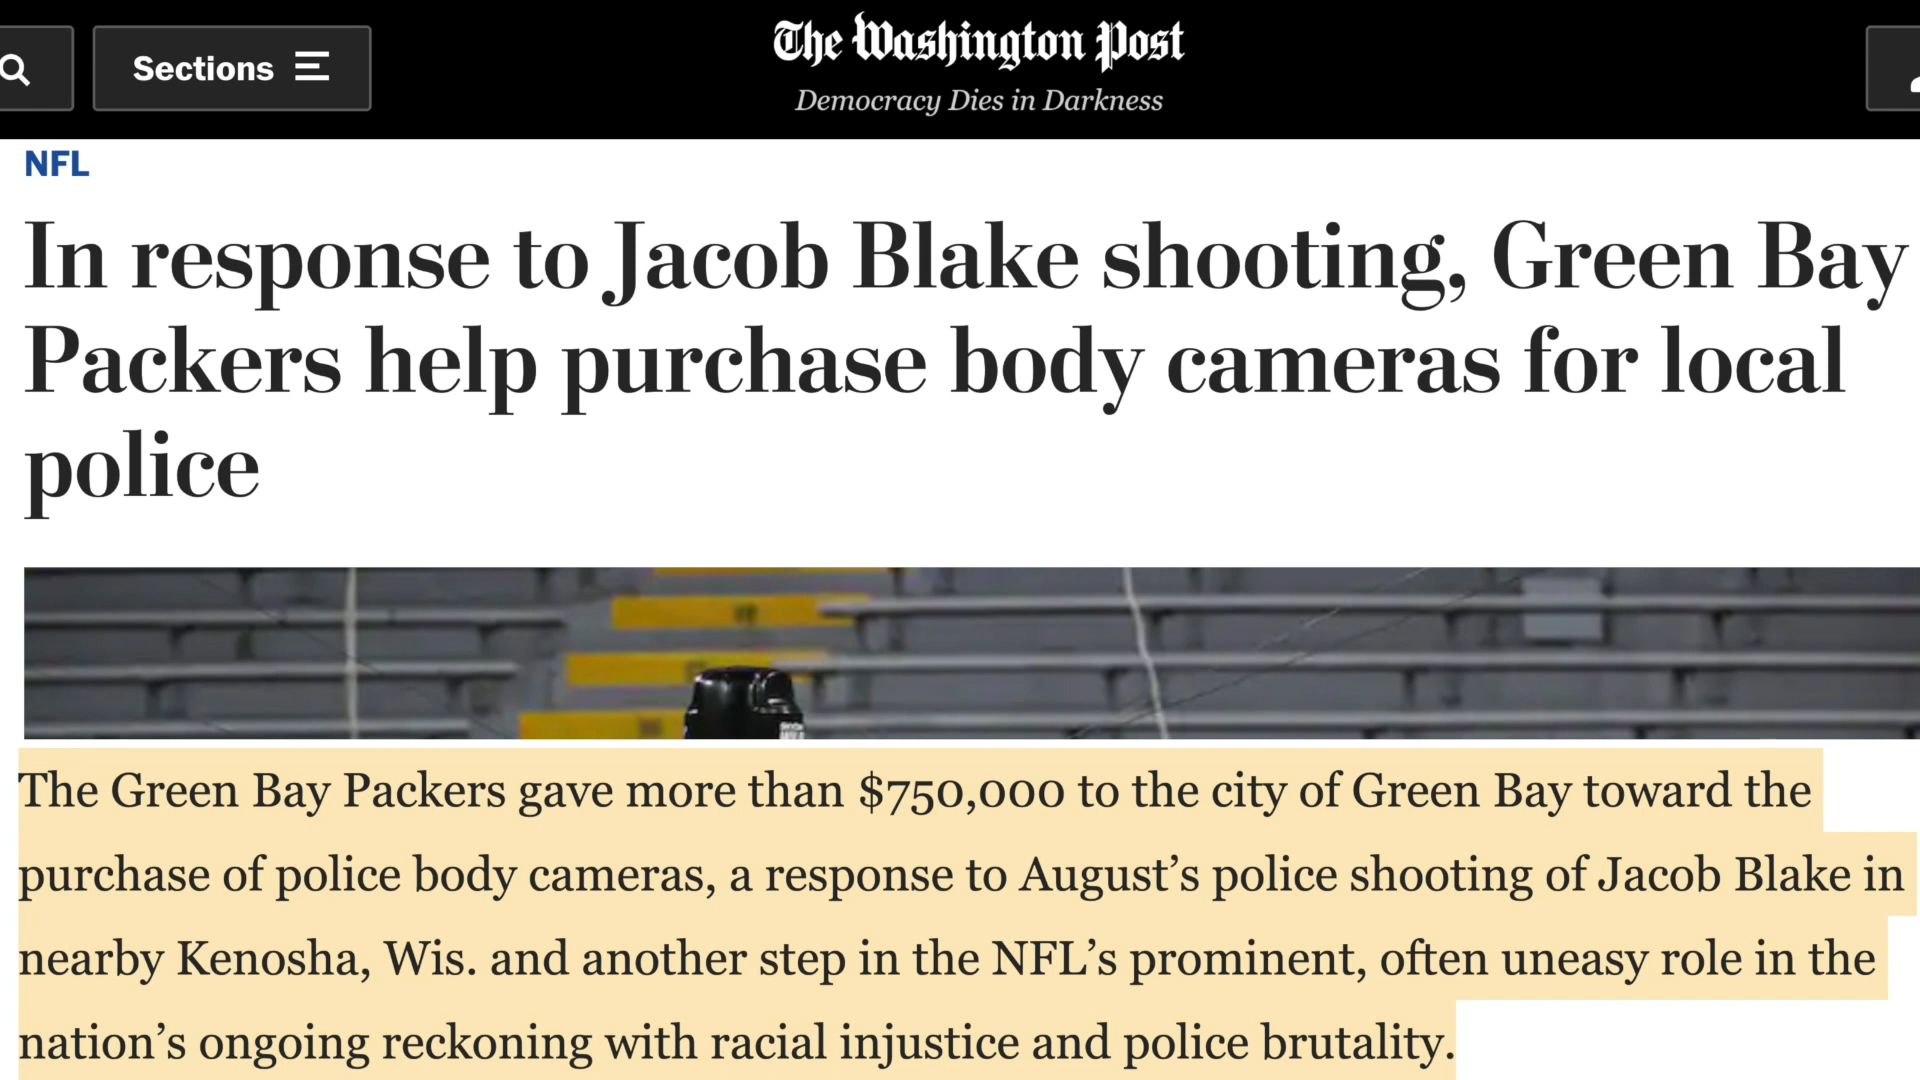 Sections
The Washington Post
Democracy Dies in Darkness
NFL
In response to Jacob Blake shooting, Green Bay
Packers help purchase body cameras for local
police
The Green Bay Packers gave more than $750,000 to the city of Green Bay toward the
purchase of police body cameras, a response to August’s police shooting of Jacob Blake in
nearby Kenosha, Wis. and another step in the NFL’s prominent, often uneasy role in the
nation’s ongoing reckoning with racial injustice and police brutality.